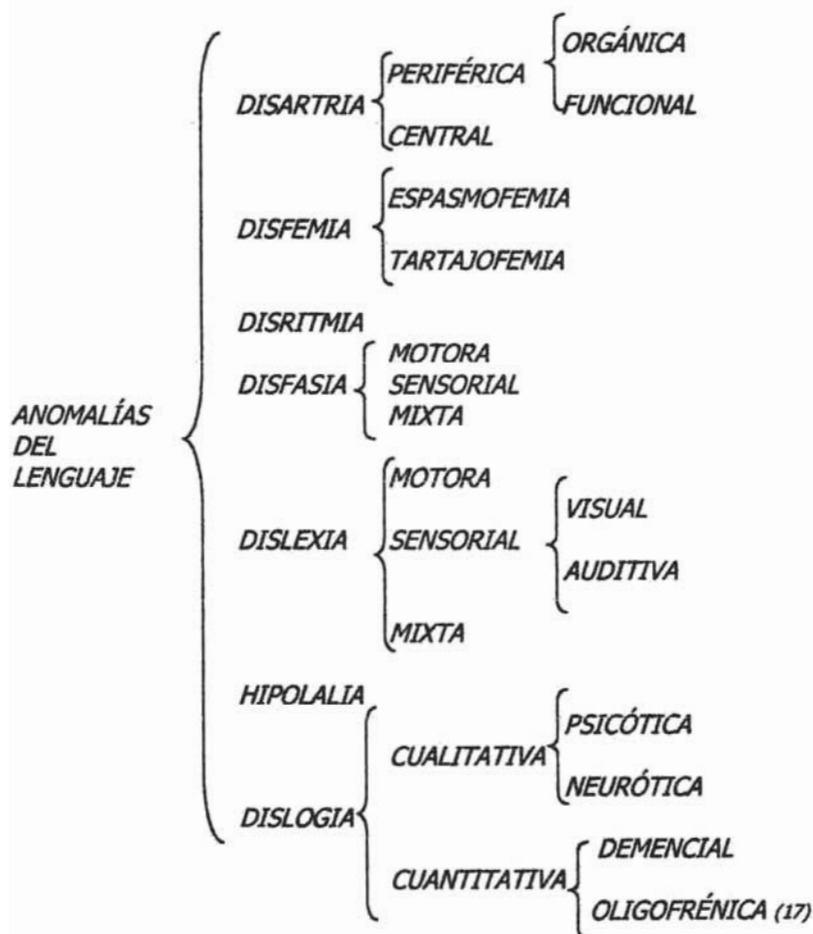 ORGÁNICA
PERIFÉRICA
DISARTRIA
FUNCIONAL
CENTRAL
ESPASMOFEMIA
DISFEMIA
TARTAJOFEMIA
DISRITMIA
MOTORA
DISFASIA
SENSORIAL
MIXTA
ANOMALÍAS
DEL
LENGUAJE
MOTORA
VISUAL
DISLEXIA
SENSORIAL
AUDITIVA
MIXTA
HIPOLALIA
PSICÓTICA
CUALITATIVA
NEURÓTICA
DISLOGIA
DEMENCIAL
CUANTITATIVA
OLIGOFRÉNICA (17)